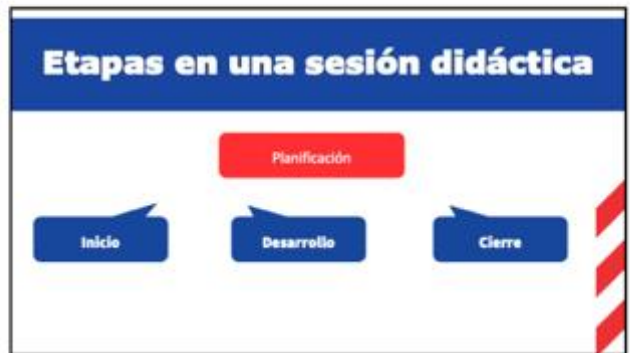 Etapas en una sesión didáctica
Planificación
Inicio
Desarrollo
Cierre